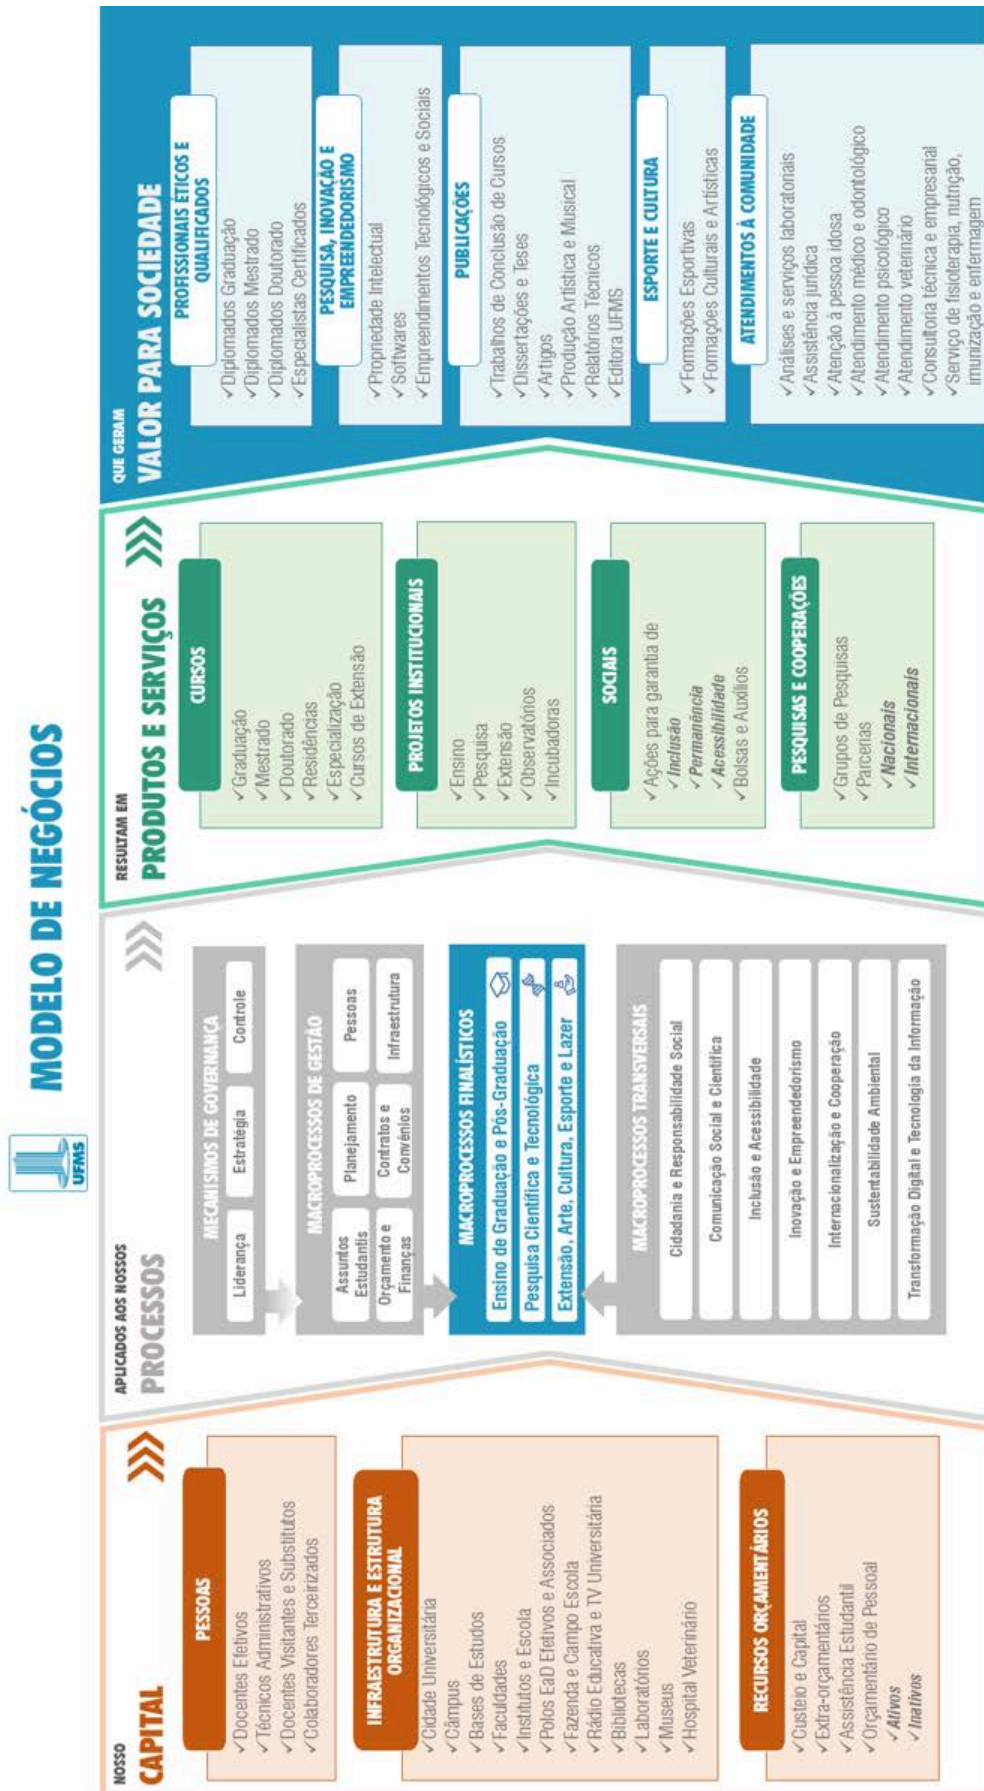 UFMS
MODELO DE NEGÓCIOS
NOSSO
CAPITAL
PESSOAS
✓Docentes Efetivos
✓Técnicos Administrativos
✓Docentes Visitantes e Substitutos
✓Colaboradores Terceirizados
INFRAESTRUTURA E ESTRUTURA
ORGANIZACIONAL
✓Cidade Universitária
✓Câmpus
✓Bases de Estudos
✓Faculdades
✓Institutos e Escola
✓Polos EaD Efetivos e Associados
✓Fazenda e Campo Escola
✓Rádio Educativa e TV Universitária
✓Bibliotecas
✓Laboratórios
✓Museus
✓Hospital Veterinário
RECURSOS ORÇAMENTÁRIOS
✓Custeio e Capital
✓Extra-orçamentários
✓Assistência Estudantil
✓Orçamentário de Pessoal
✓Ativos
✓Inativos
APLICADOS AOS NOSSOS
PROCESSOS
MECANISMOS DE GOVERNANÇA
Liderança
Estratégia
Controle
MACROPROCESSOS DE GESTÃO
Assuntos
Estudantis
Planejamento
Pessoas
Orçamento e
Finanças
Contratos e
Convênios
Infraestrutura
MACROPROCESSOS FINALÍSTICOS
Ensino de Graduação e Pós-Graduação
Pesquisa Científica e Tecnológica
Extensão, Arte, Cultura, Esporte e Lazer
MACROPROCESSOS TRANSVERSAIS
Cidadania e Responsabilidade Social
Comunicação Social e Científica
Inclusão e Acessibilidade
Inovação e Empreendedorismo
Internacionalização e Cooperação
Sustentabilidade Ambiental
Transformação Digital e Tecnologia da Informação
RESULTAM EM
PRODUTOS E SERVIÇOS
CURSOS
✓Graduação
✓Mestrado
✓Doutorado
✓Residências
✓Especialização
✓Cursos de Extensão
PROJETOS INSTITUCIONAIS
✓Ensino
✓Pesquisa
✓Extensão
✓Observatórios
✓Incubadoras
SOCIAIS
✓Ações para garantia de
✓Inclusão
✓Permanência
✓Acessibilidade
✓Bolsas e Auxílios
PESQUISAS E COOPERAÇÕES
✓Grupos de Pesquisas
✓Parcerias
✓Nacionais
✓Internacionais
QUE GERAM
VALOR PARA SOCIEDADE
PROFISSIONAIS ÉTICOS E
QUALIFICADOS
✓Diplomados Graduação
✓Diplomados Mestrado
✓Diplomados Doutorado
✓Especialistas Certificados
PESQUISA, INOVAÇÃO E
EMPREENDEDORISMO
✓Propriedade Intelectual
✓Softwares
✓Empreendimentos Tecnológicos e Sociais
PUBLICAÇÕES
✓Trabalhos de Conclusão de Cursos
✓Dissertações e Teses
✓Artigos
✓Produção Artística e Musical
✓Relatórios Técnicos
✓Editora UFMS
ESPORTE E CULTURA
✓Formações Esportivas
✓Formações Culturais e Artísticas
ATENDIMENTOS À COMUNIDADE
✓Análises e serviços laboratoriais
✓Assistência jurídica
✓Atenção à pessoa idosa
✓Atendimento médico e odontológico
✓Atendimento psicológico
✓Atendimento veterinário
✓Consultoria técnica e empresarial
✓Serviço de fisioterapia, nutrição,
imunização e enfermagem